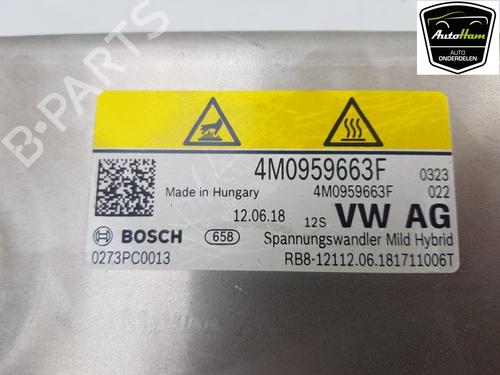 AutoHam
AUTO
ONDERDELEN
B-PARTS
4M0959663F 0323
Made in Hungary 4M0959663F 022
12.06.18 12S VW AG
BOSCH 658 Spannungswandler Mild Hybrid
0273PC0013 RB8-12112.06.181711006T